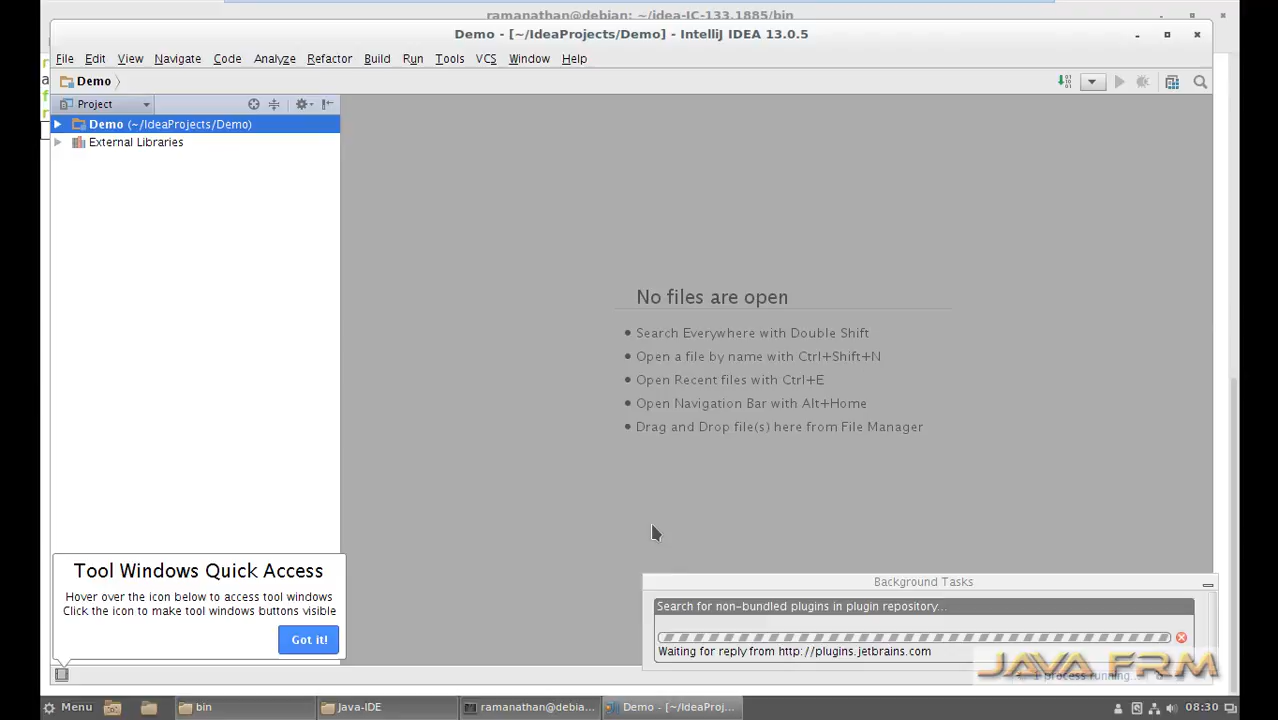 ramanathan@debian: ~/idea-IC-133.1885/bin
Demo - [~/IdeaProjects/Demo] - IntelliJ IDEA 13.0.5
File Edit View Navigate Code Analyze Refactor Build Run Tools VCS Window Help
Demo
Project
Demo (~/IdeaProjects/Demo)
External Libraries
No files are open
• Search Everywhere with Double Shift
• Open a file by name with Ctrl+Shift+N
• Open Recent files with Ctrl+E
• Open Navigation Bar with Alt+Home
• Drag and Drop file(s) here from File Manager
Tool Windows Quick Access
Hover over the icon below to access tool windows
Click the icon to make tool windows buttons visible
Got it!
Background Tasks
Search for non-bundled plugins in plugin repository...
Waiting for reply from http://plugins.jetbrains.com
JAVA FRM
1 process running...
Menu bin Java-IDE ramanathan@debia... Demo - [~/IdeaProj... 08:30